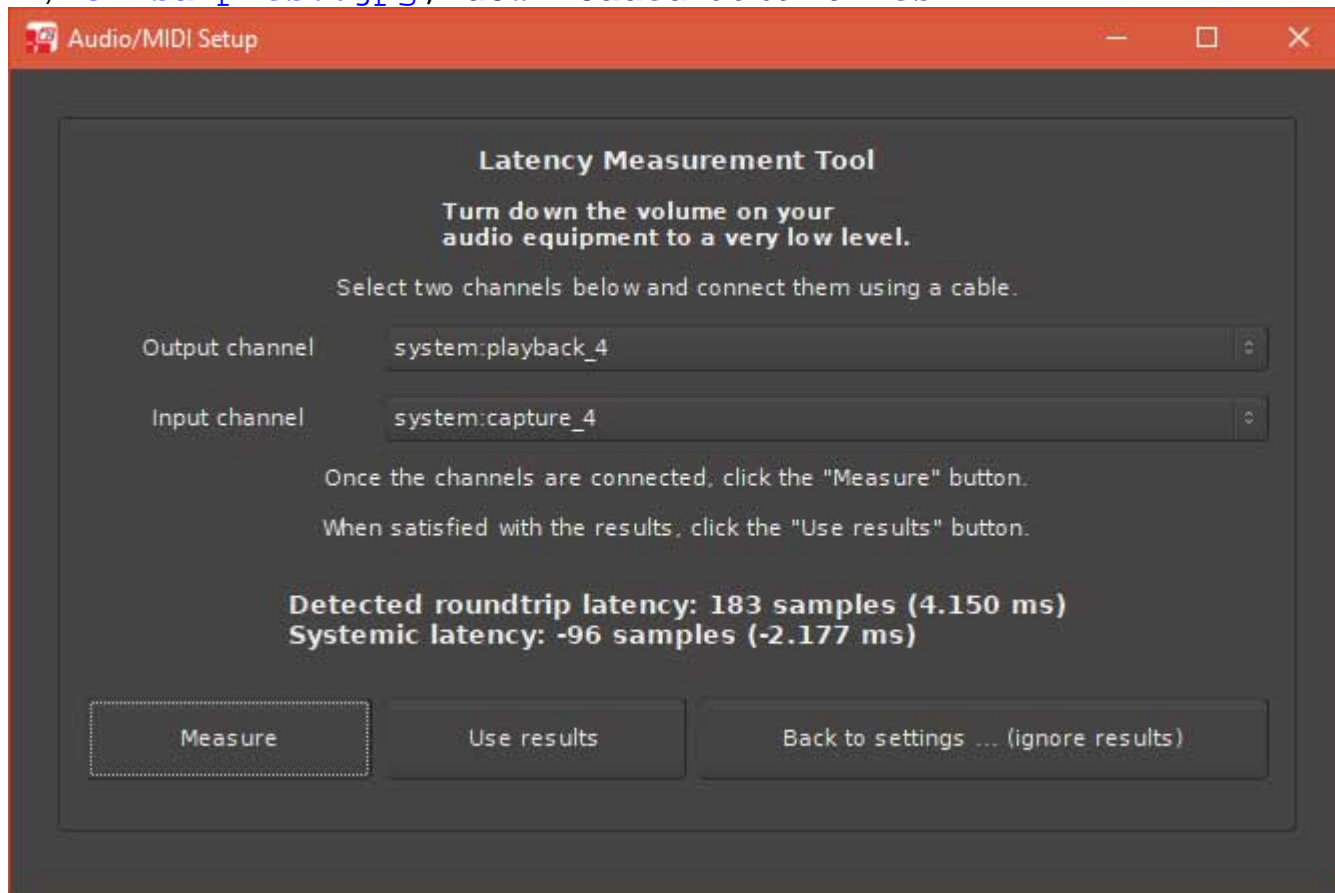 Audio/MIDI Setup
Latency Measurement Tool
Turn down the volume on your
audio equipment to a very low level.
Select two channels below and connect them using a cable.
Output channel system:playback_4
Input channel system:capture_4
Once the channels are connected, click the "Measure" button.
When satisfied with the results, click the "Use results" button.
Detected roundtrip latency: 183 samples (4.150 ms)
Systemic latency: -96 samples (-2.177 ms)
Measure Use results Back to settings ... (ignore results)